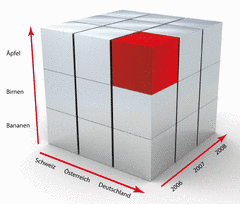 Äpfel
Birnen
Bananen
Schweiz
Österreich
Deutschland
2006
2007
2008